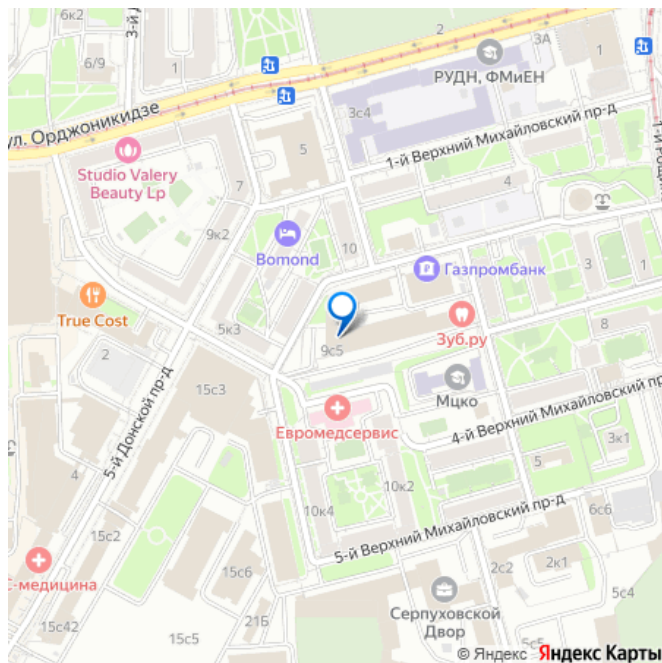 2
3А
1
6/9
1
3-й Д
РУДН, ФМиЕН
ул. Орджоникидзе
3с4
1-й Верхний Михайловский пр-д
Studio Valery
Beauty Lp
5
7
4
9к2
Bomond
10
Газпромбанк
3
1
True Cost
5к3
Зуб.ру
8
2
9с5
15с3
Мцко
5-й Донской пр-д
Евромедсервис
4-й Верхний Михайловский пр
3к1
4
5
10к2
10к4
15с2
6с6
5-й Верхний Михайловский пр-д
С-медицина
15с6
2с2
2к1
5с4
21Б
Серпуховской
Двор
15с42
15с5
© Яндекс Яндекс Карты